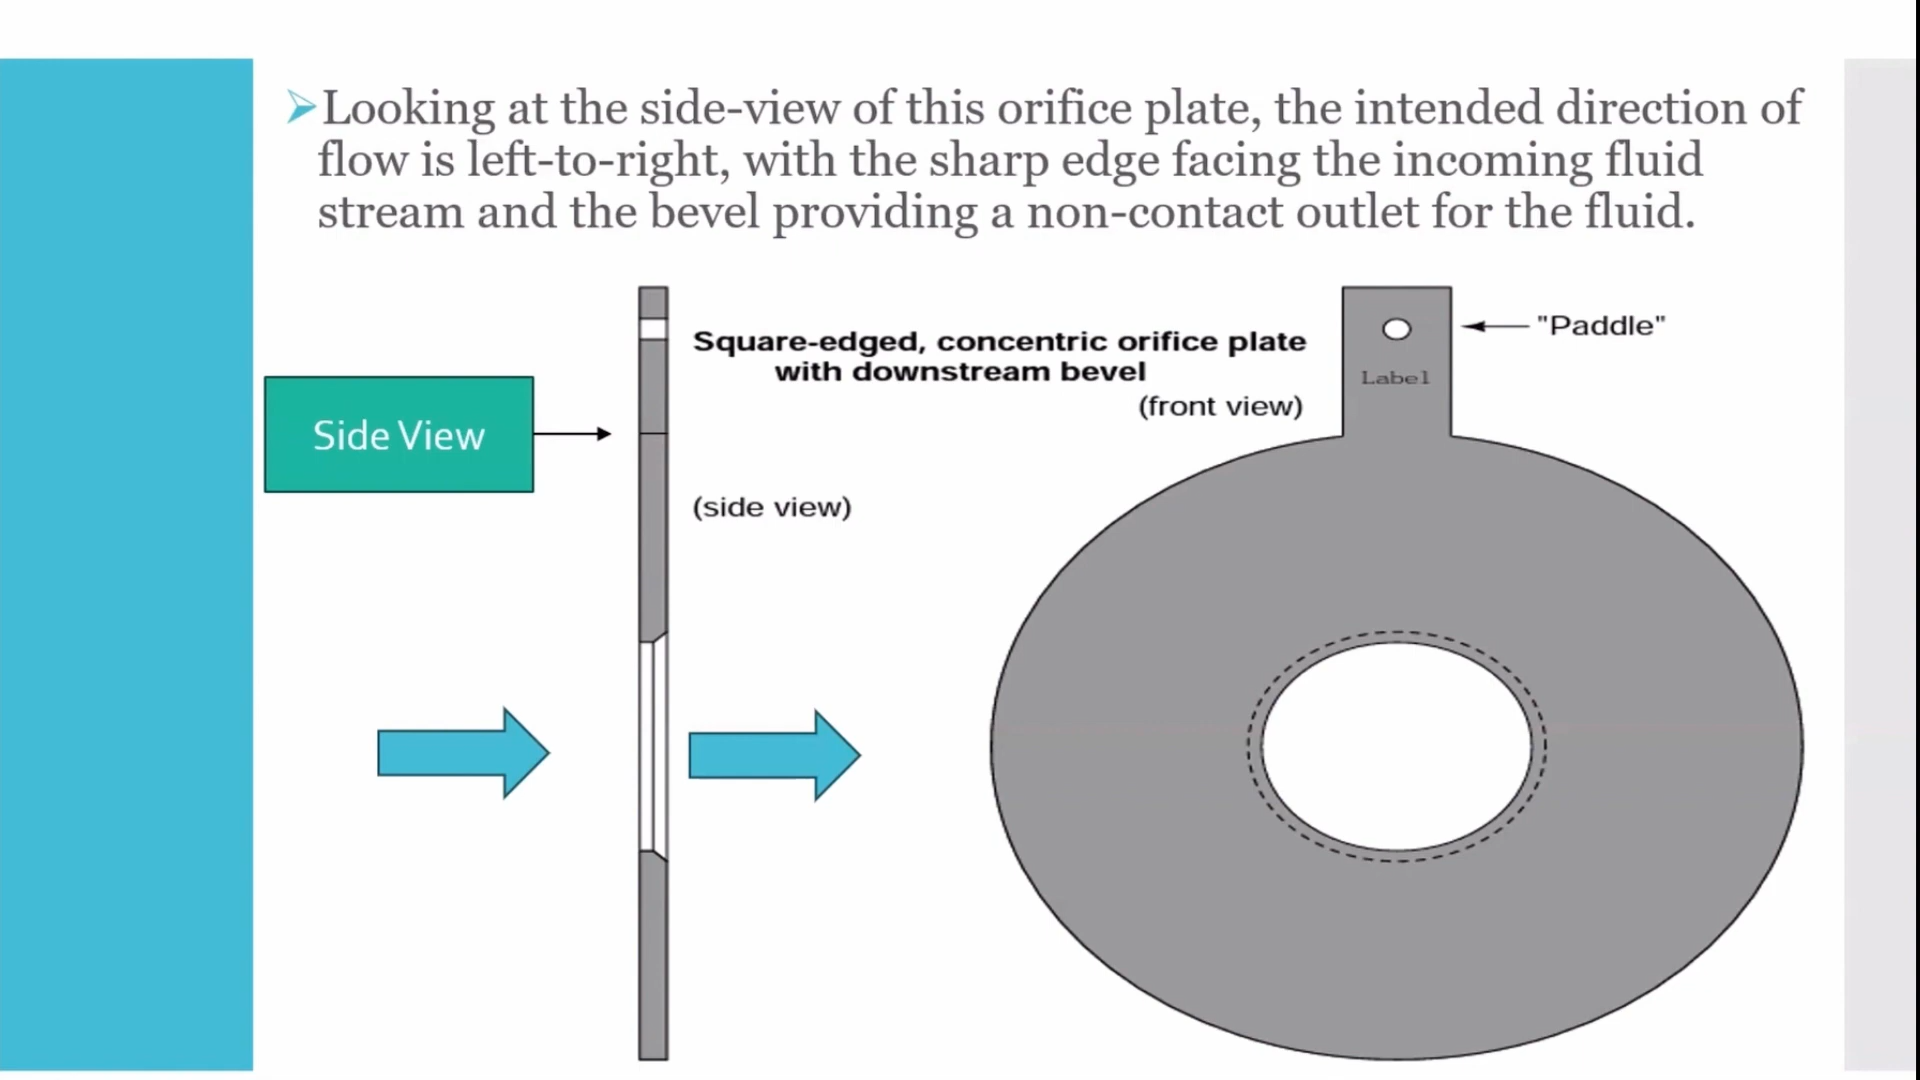 Looking at the side-view of this orifice plate, the intended direction of
flow is left-to-right, with the sharp edge facing the incoming fluid
stream and the bevel providing a non-contact outlet for the fluid.
Side View
Square-edged, concentric orifice plate
with downstream bevel
(front view)
(side view)
"Paddle"
Label